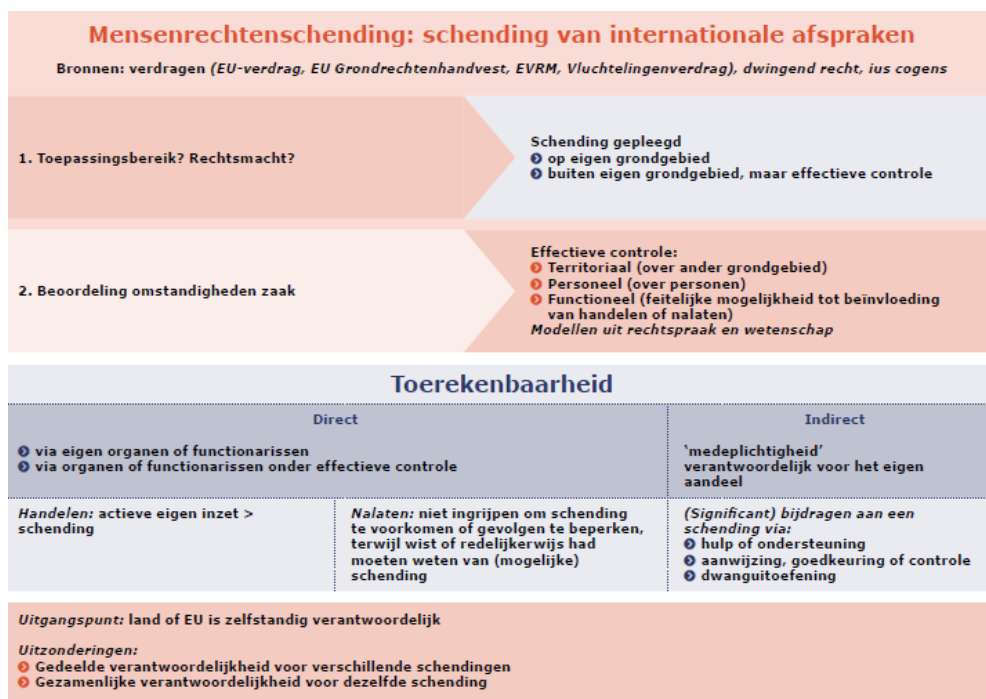 Mensenrechtenschending: schending van internationale afspraken
Bronnen: verdragen (EU-verdrag, EU Grondrechtenhandvest, EVRM, Vluchtelingenverdrag), dwingend recht, ius cogens
1. Toepassingsbereik? Rechtsmacht?
Schending gepleegd
op eigen grondgebied
buiten eigen grondgebied, maar effectieve controle
2. Beoordeling omstandigheden zaak
Effectieve controle:
Territoriaal (over ander grondgebied)
Personeel (over personen)
Functioneel (feitelijke mogelijkheid tot beïnvloeding
van handelen of nalaten)
Modellen uit rechtspraak en wetenschap
Toerekenbaarheid
Direct
via eigen organen of functionarissen
via organen of functionarissen onder effectieve controle
Indirect
‘medeplichtigheid’
verantwoordelijk voor het eigen
aandeel
Handelen: actieve eigen inzet >
schending
Nalaten: niet ingrijpen om schending
te voorkomen of gevolgen te beperken,
terwijl wist of redelijkerwijs had
moeten weten van (mogelijke)
schending
(Significant) bijdragen aan een
schending via:
hulp of ondersteuning
aanwijzing, goedkeuring of controle
dwanguitoefening
Uitgangspunt: land of EU is zelfstandig verantwoordelijk
Uitzonderingen:
Gedeelde verantwoordelijkheid voor verschillende schendingen
Gezamenlijke verantwoordelijkheid voor dezelfde schending